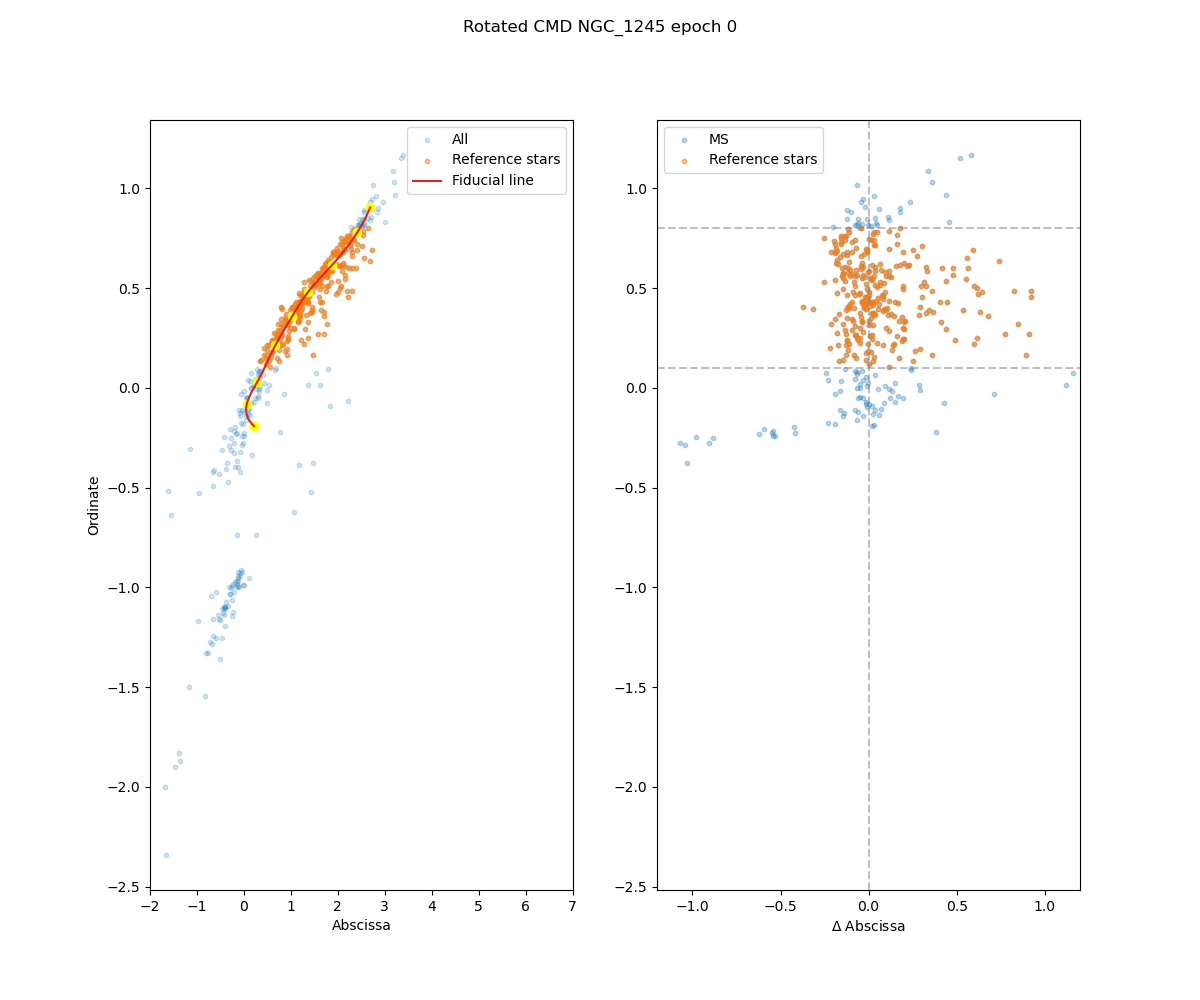 Rotated CMD NGC_1245 epoch 0
All
Reference stars
Fiducial line
1.0
0.5
0.0
−0.5
−1.0
−1.5
−2.0
−2.5
Ordinate
−2 −1 0 1 2 3 4 5 6 7
Abscissa
MS
Reference stars
1.0
0.5
0.0
−0.5
−1.0
−1.5
−2.0
−2.5
−1.0 −0.5 0.0 0.5 1.0
Δ Abscissa